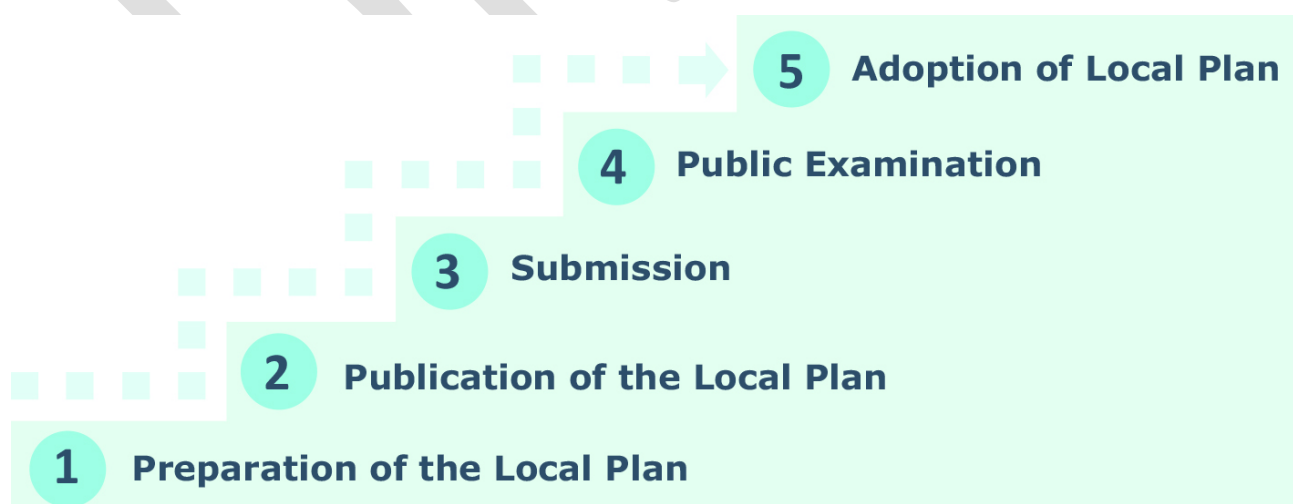 5 Adoption of Local Plan
4 Public Examination
3 Submission
2 Publication of the Local Plan
1 Preparation of the Local Plan